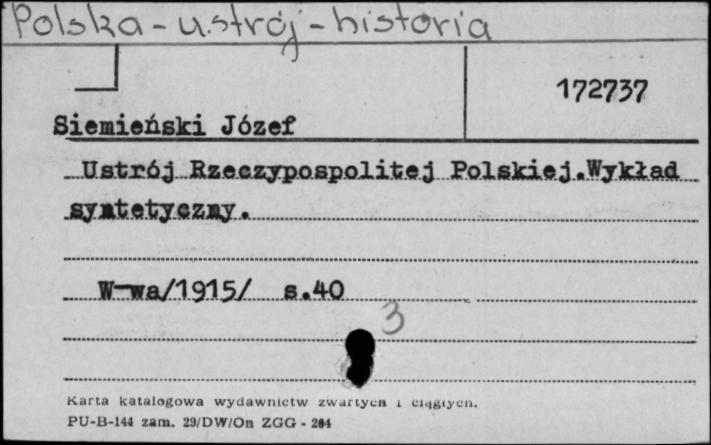 Polska - ustrój - historia
172737
Siemieński Józef
Ustrój Rzeczypospolitej Polskiej.Wykład
syntetyczny.
W-wa/1915/ s.40
3
Karta katalogowa wydawnictw zwartych i ciągłych.
PU-B-144 zam. 29/DW/On ZGG - 204